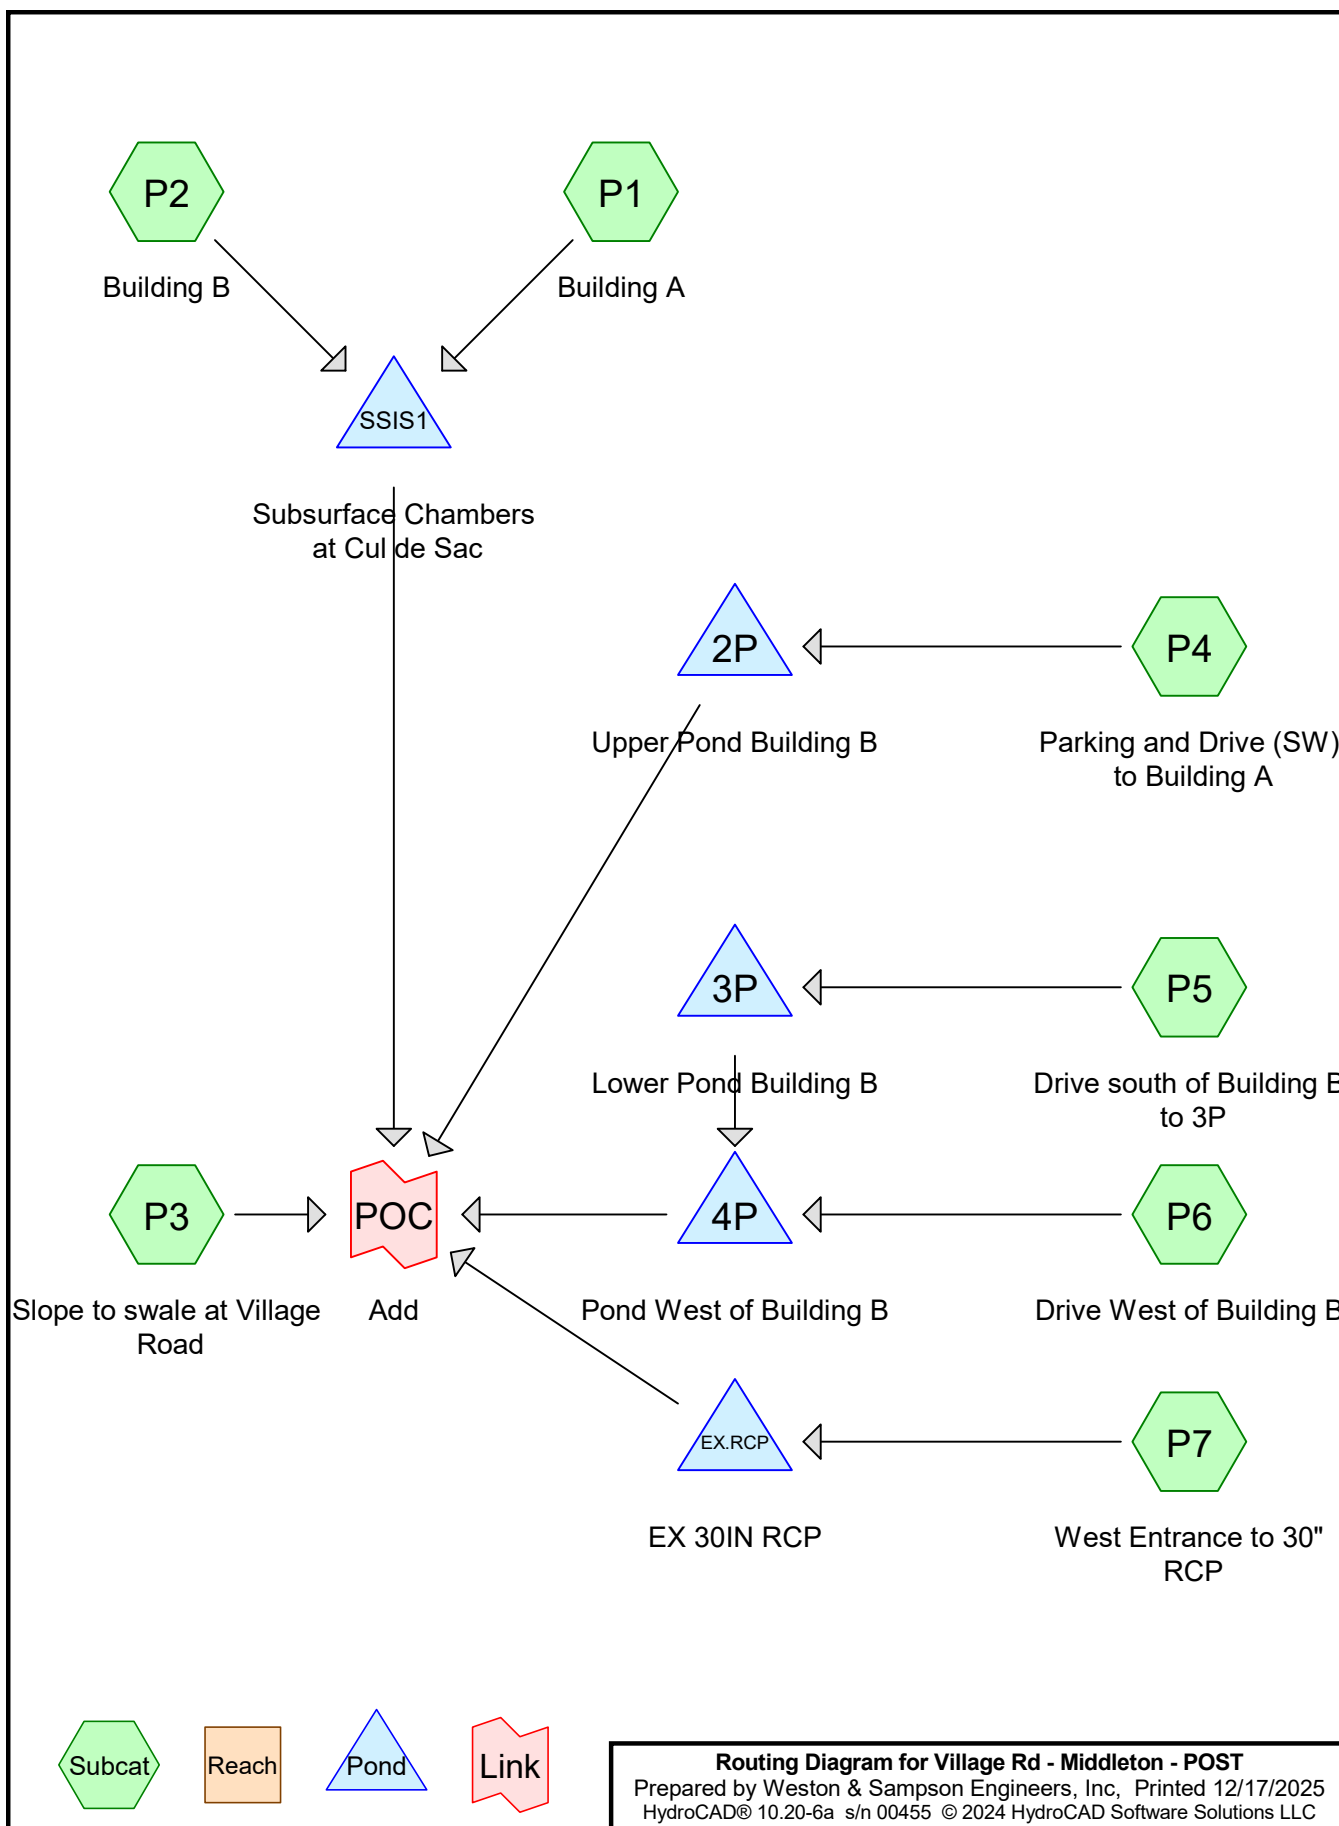 P2
P1
Building B
Building A
SSIS1
Subsurface Chambers
at Cul de Sac
2P
P4
Upper Pond Building B
Parking and Drive (SW)
to Building A
3P
P5
Lower Pond Building B
Drive south of Building B
to 3P
P3
POC
4P
P6
Slope to swale at Village
Road
Add
Pond West of Building B
Drive West of Building B
EX.RCP
P7
EX 30IN RCP
West Entrance to 30"
RCP
Subcat
Reach
Pond
Link
Routing Diagram for Village Rd - Middleton - POST
Prepared by Weston & Sampson Engineers, Inc, Printed 12/17/2025
HydroCAD® 10.20-6a s/n 00455 © 2024 HydroCAD Software Solutions LLC